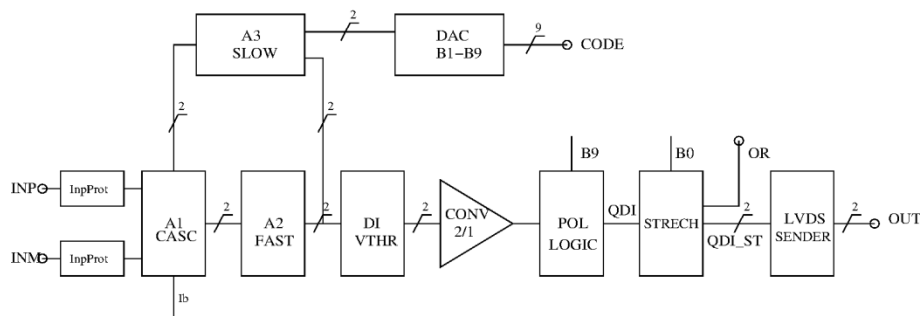 A3
SLOW
2
DAC
B1-B9
9
CODE
2
2
INP
InpProt
A1
CASC
2
A2
FAST
2
DI
VTHR
2
CONV
2/1
B9
POL
LOGIC
QDI
B0
STRECH
OR
2
QDI_ST
LVDS
SENDER
2
OUT
INM
InpProt
Ib